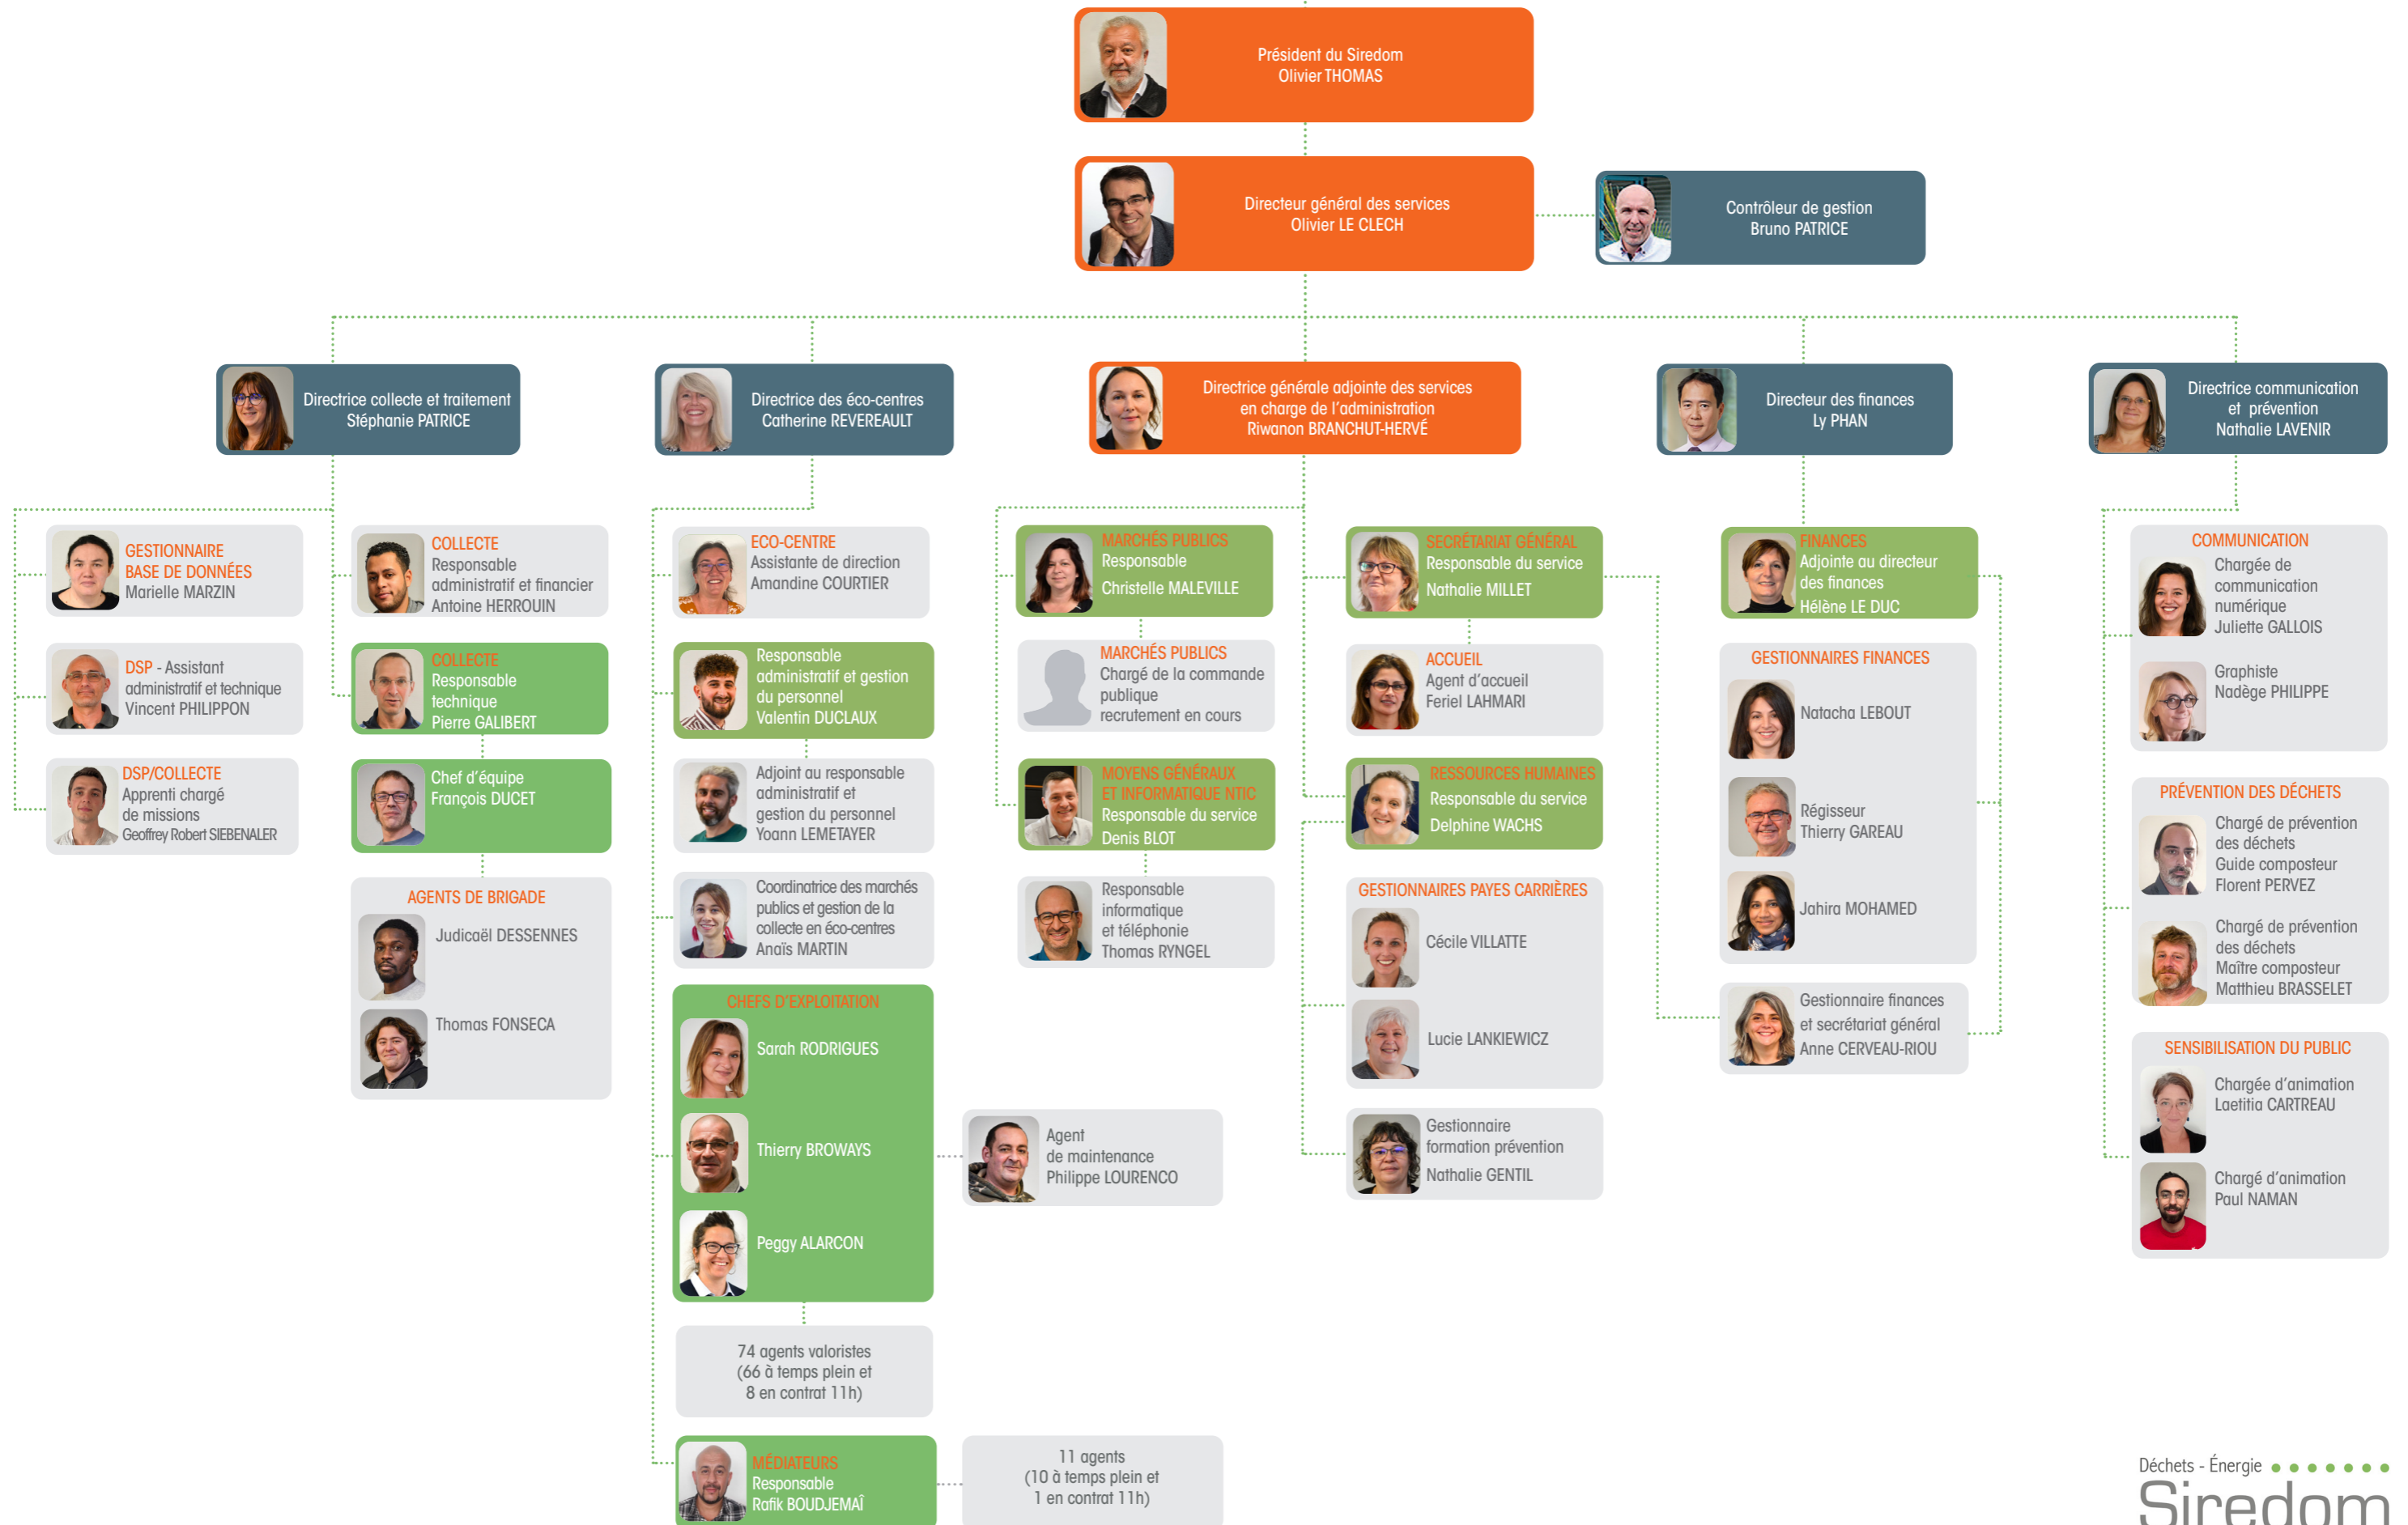 Président du Siredom
Olivier THOMAS
Directeur général des services
Olivier LE CLECH
Contrôleur de gestion
Bruno PATRICE
Directrice collecte et traitement
Stéphanie PATRICE
Directrice des éco-centres
Catherine REVEREAULT
Directrice générale adjointe des services
en charge de l'administration
Riwanon BRANCHUT-HERVÉ
Directeur des finances
Ly PHAN
Directrice communication
et prévention
Nathalie LAVENIR
GESTIONNAIRE
BASE DE DONNÉES
Marielle MARZIN
DSP - Assistant
administratif et technique
Vincent PHILIPPON
DSP/COLLECTE
Apprenti chargé
de missions
Geoffrey Robert SIEBENALER
COLLECTE
Responsable
administratif et financier
Antoine HERROUIN
COLLECTE
Responsable
technique
Pierre GALIBERT
Chef d'équipe
François DUCET
AGENTS DE BRIGADE
Judicaël DESSENNES
Thomas FONSECA
ECO-CENTRE
Assistante de direction
Amandine COURTIER
Responsable
administratif et gestion
du personnel
Valentin DUCLAUX
Adjoint au responsable
administratif et
gestion du personnel
Yoann LEMETAYER
Coordinatrice des marchés
publics et gestion de la
collecte en éco-centres
Anaïs MARTIN
CHEFS D'EXPLOITATION
Sarah RODRIGUES
Thierry BROWAYS
Peggy ALARCON
Agent
de maintenance
Philippe LOURENCO
74 agents valoristes
(66 à temps plein et
8 en contrat 11h)
MÉDIATEURS
Responsable
Rafik BOUDJEMAÎ
11 agents
(10 à temps plein et
1 en contrat 11h)
MARCHÉS PUBLICS
Responsable
Christelle MALEVILLE
MARCHÉS PUBLICS
Chargé de la commande
publique
recrutement en cours
MOYENS GÉNÉRAUX
ET INFORMATIQUE NTIC
Responsable du service
Denis BLOT
Responsable
informatique
et téléphonie
Thomas RYNGEL
SECRÉTARIAT GÉNÉRAL
Responsable du service
Nathalie MILLET
ACCUEIL
Agent d'accueil
Feriel LAHMARI
RESSOURCES HUMAINES
Responsable du service
Delphine WACHS
GESTIONNAIRES PAYES CARRIÈRES
Cécile VILLATTE
Lucie LANKIEWICZ
Gestionnaire
formation prévention
Nathalie GENTIL
FINANCES
Adjointe au directeur
des finances
Hélène LE DUC
GESTIONNAIRES FINANCES
Natacha LEBOUT
Régisseur
Thierry GAREAU
Jahira MOHAMED
Gestionnaire finances
et secrétariat général
Anne CERVEAU-RIOU
COMMUNICATION
Chargée de
communication
numérique
Juliette GALLOIS
Graphiste
Nadège PHILIPPE
PRÉVENTION DES DÉCHETS
Chargé de prévention
des déchets
Guide composteur
Florent PERVEZ
Chargé de prévention
des déchets
Maître composteur
Matthieu BRASSELET
SENSIBILISATION DU PUBLIC
Chargée d'animation
Laetitia CARTREAU
Chargé d'animation
Paul NAMAN
Déchets - Énergie
Siredom